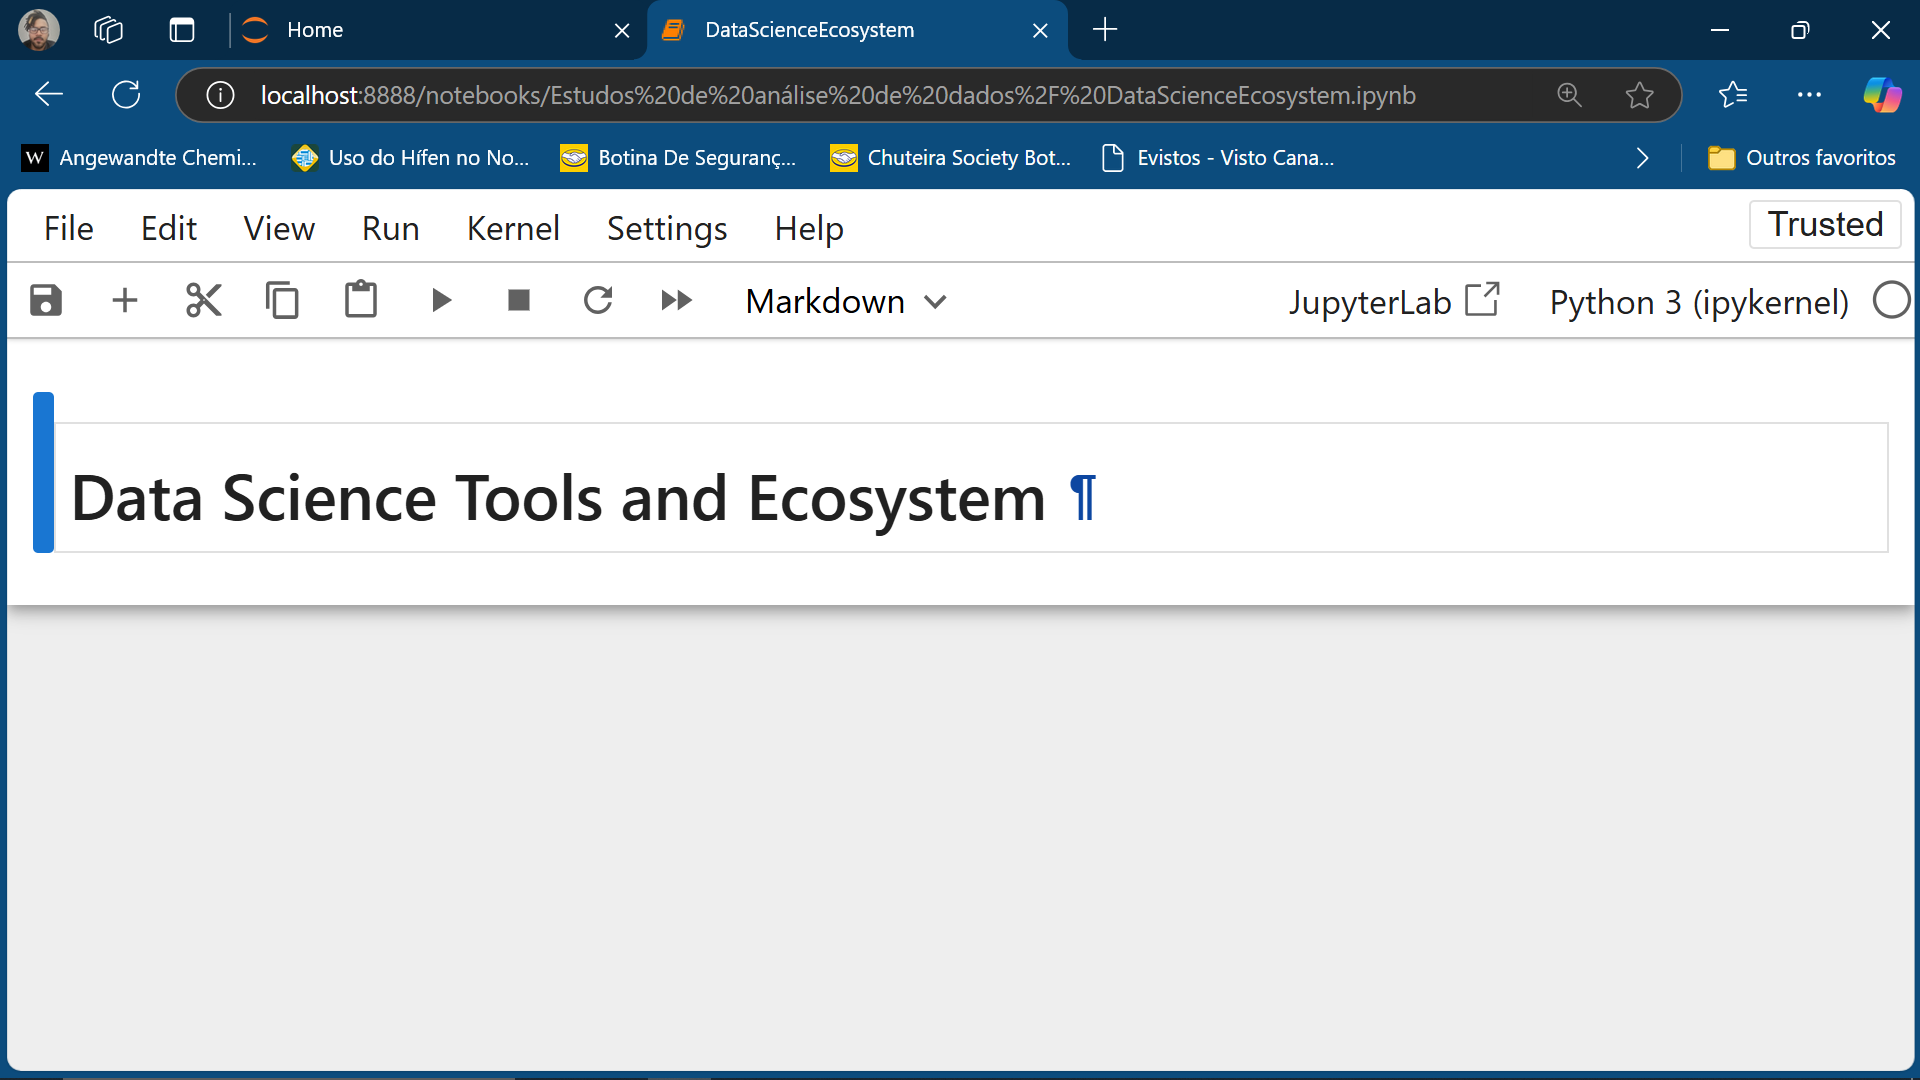 Home
DataScienceEcosystem
localhost:8888/notebooks/Estudos%20de%20análise%20de%20dados%2F%20DataScienceEcosystem.ipynb
W Angewandte Chemi... Uso do Hífen no No... Botina De Seguranç... Chuteira Society Bot... Evistos - Visto Cana... Outros favoritos
File Edit View Run Kernel Settings Help Trusted
Markdown JupyterLab Python 3 (ipykernel)
Data Science Tools and Ecosystem ¶